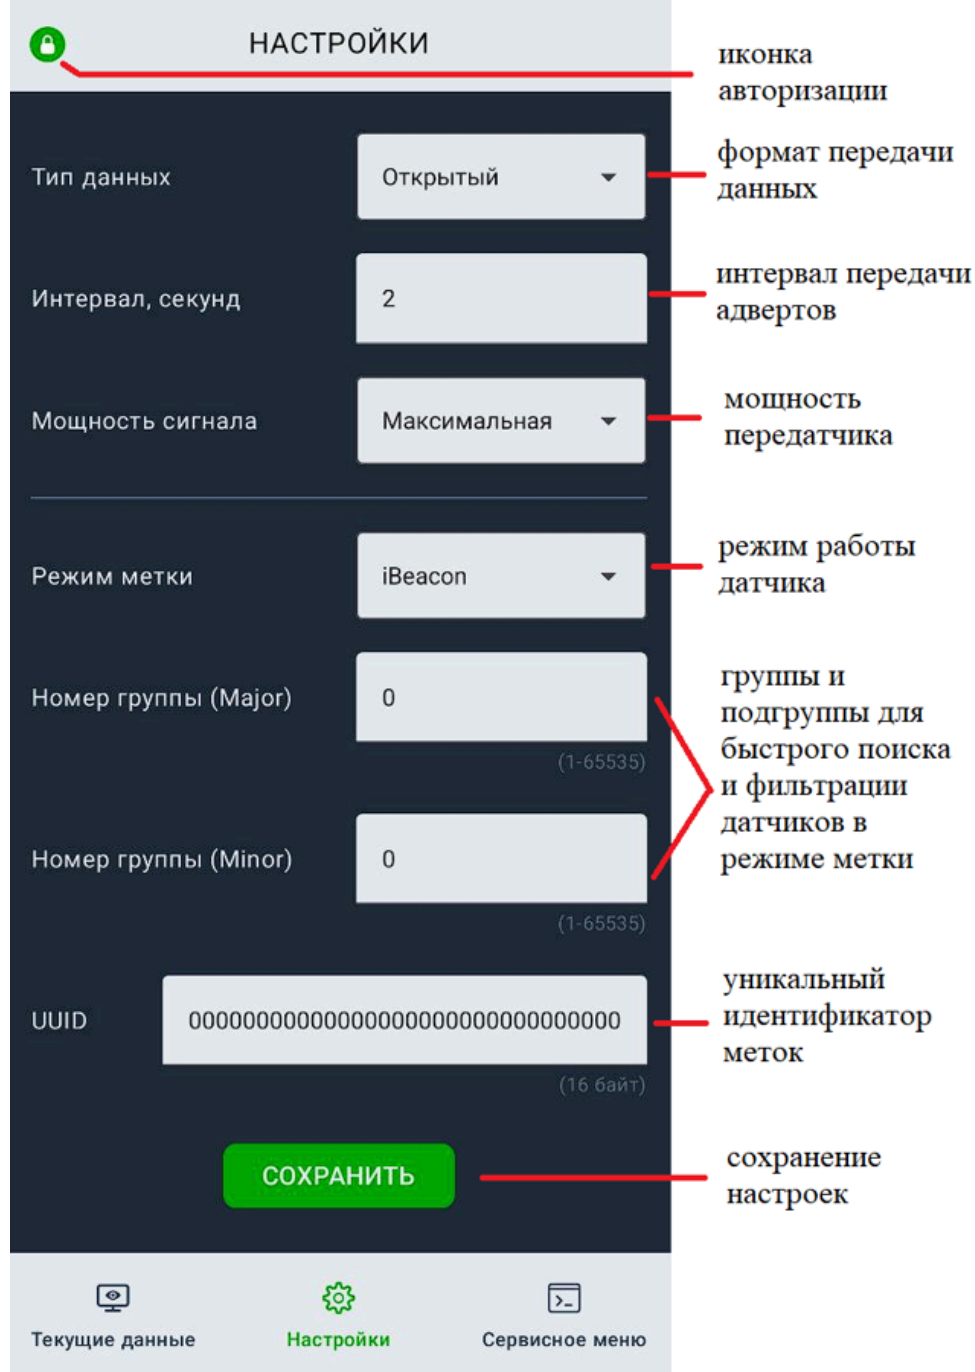 НАСТРОЙКИ
иконка
авторизации
Тип данных
Открытый
формат передачи
данных
Интервал, секунд
2
интервал передачи
адвертов
Мощность сигнала
Максимальная
мощность
передатчика
Режим метки
iBeacon
режим работы
датчика
Номер группы (Major)
0
(1-65535)
группы и
подгруппы для
быстрого поиска
и фильтрации
датчиков в
режиме метки
Номер группы (Minor)
0
(1-65535)
UUID
00000000000000000000000000000000
(16 байт)
уникальный
идентификатор
меток
СОХРАНИТЬ
сохранение
настроек
Текущие данные
Настройки
Сервисное меню